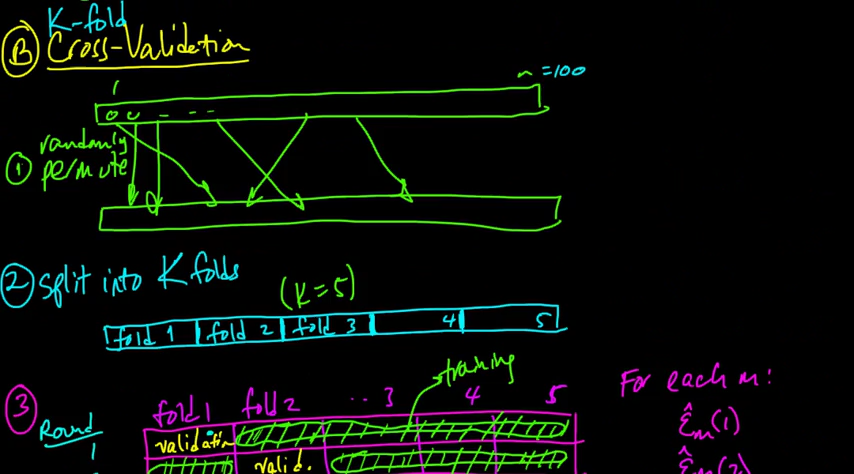 K-fold
B Cross-Validation
1 n =100
1 randomly
permute
2 Split into K folds
(K=5)
fold 1 fold 2 fold 3 4 5
training
For each m:
3 fold 1 fold 2 ·· 3 4 5
Round
1 validation
Ê_m(1)
valid.
Ê_m(2)